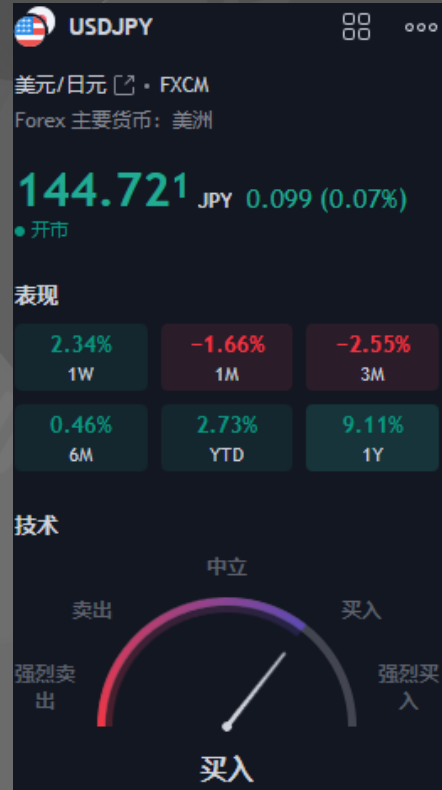 USDJPY
美元/日元 • FXCM
Forex 主要货币：美洲
144.721 JPY 0.099 (0.07%)
开市
表现
2.34% −1.66% −2.55%
1W 1M 3M
0.46% 2.73% 9.11%
6M YTD 1Y
技术
中立
卖出 买入
强烈卖 强烈买
出 入
买入